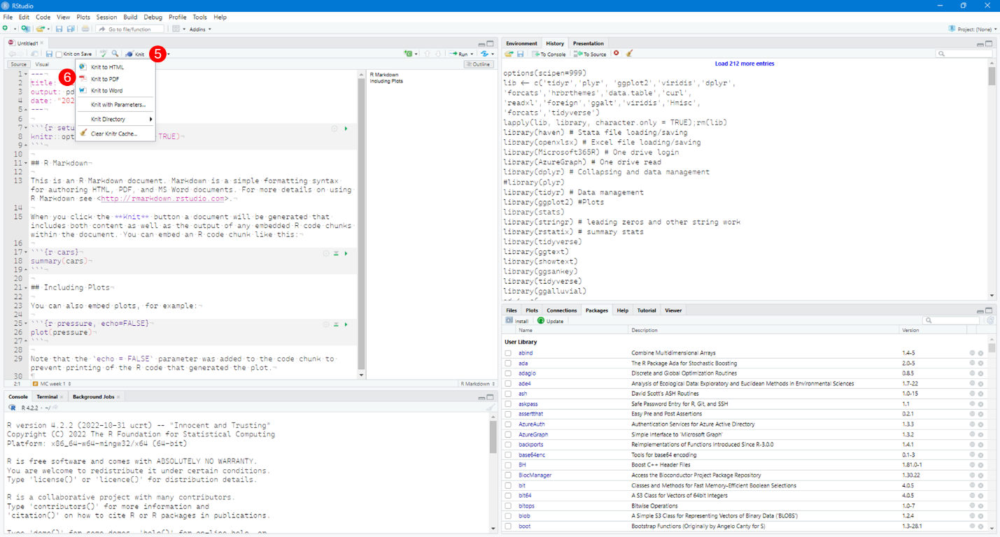 RStudio
File Edit Code View Plots Session Build Debug Profile Tools Help
Go to file/function Addins Project: (None)
Untitled1
Knit on Save Knit 5 Run
Source Visual Outline
Knit to HTML
6 Knit to PDF
Knit to Word
Knit with Parameters...
Knit Directory
Clear Knitr Cache...
1 ---
2 title:
3 output: pd
4 date: "202
5 ---
6
7 ```{r setu
8 knitr::opt TRUE)
9 ```
10
11 ## R Markdown
12
13 This is an R Markdown document. Markdown is a simple formatting syntax
for authoring HTML, PDF, and MS Word documents. For more details on using
R Markdown see <http://rmarkdown.rstudio.com>.
14
15 When you click the **Knit** button a document will be generated that
includes both content as well as the output of any embedded R code chunks
within the document. You can embed an R code chunk like this:
16
17 ```{r cars}
18 summary(cars)
19 ```
20
21 ## Including Plots
22
23 You can also embed plots, for example:
24
25 ```{r pressure, echo=FALSE}
26 plot(pressure)
27 ```
28
29 Note that the `echo = FALSE` parameter was added to the code chunk to
prevent printing of the R code that generated the plot.
30
2:1 MC week 1 R Markdown
R Markdown
Including Plots
Console Terminal Background Jobs
R 4.2.2 · ~/
R version 4.2.2 (2022-10-31 ucrt) -- "Innocent and Trusting"
Copyright (C) 2022 The R Foundation for Statistical Computing
Platform: x86_64-w64-mingw32/x64 (64-bit)
R is free software and comes with ABSOLUTELY NO WARRANTY.
You are welcome to redistribute it under certain conditions.
Type 'license()' or 'licence()' for distribution details.
R is a collaborative project with many contributors.
Type 'contributors()' for more information and
'citation()' on how to cite R or R packages in publications.
Type 'demo()' for some demos, 'help()' for on-line help, or
Environment History Presentation
To Console To Source
Load 212 more entries
options(scipen=999)
lib <- c('tidyr','plyr', 'ggplot2','viridis','dplyr',
'forcats','hrbrthemes','data.table','curl',
'readxl','foreign','ggalt','viridis','Hmisc',
'forcats','tidyverse')
lapply(lib, library, character.only = TRUE);rm(lib)
library(haven) # Stata file loading/saving
library(openxlsx) # Excel file loading/saving
library(Microsoft365R) # One drive login
library(AzureGraph) # One drive read
library(dplyr) # Collapsing and data management
#library(plyr)
library(tidyr) # Data management
library(ggplot2) #Plots
library(stats)
library(stringr) # leading zeros and other string work
library(rstatix) # summary stats
library(tidyverse)
library(ggtext)
library(showtext)
library(ggsankey)
library(tidyverse)
library(ggalluvial)
Files Plots Connections Packages Help Tutorial Viewer
Install Update
Name Description Version
User Library
abind Combine Multidimensional Arrays 1.4-5
ada The R Package Ada for Stochastic Boosting 2.0-5
adagio Discrete and Global Optimization Routines 0.8.5
ade4 Analysis of Ecological Data: Exploratory and Euclidean Methods in Environmental Sciences 1.7-22
ash David Scott's ASH Routines 1.0-15
askpass Safe Password Entry for R, Git, and SSH 1.1
assertthat Easy Pre and Post Assertions 0.2.1
AzureAuth Authentication Services for Azure Active Directory 1.3.3
AzureGraph Simple Interface to 'Microsoft Graph' 1.3.2
backports Reimplementations of Functions Introduced Since R-3.0.0 1.4.1
base64enc Tools for base64 encoding 0.1-3
BH Boost C++ Header Files 1.81.0-1
BiocManager Access the Bioconductor Project Package Repository 1.30.22
bit Classes and Methods for Fast Memory-Efficient Boolean Selections 4.0.5
bit64 A S3 Class for Vectors of 64bit Integers 4.0.5
bitops Bitwise Operations 1.0-7
blob A Simple S3 Class for Representing Vectors of Binary Data ('BLOBS') 1.2.4
boot Bootstrap Functions (Originally by Angelo Canty for S) 1.3-28.1